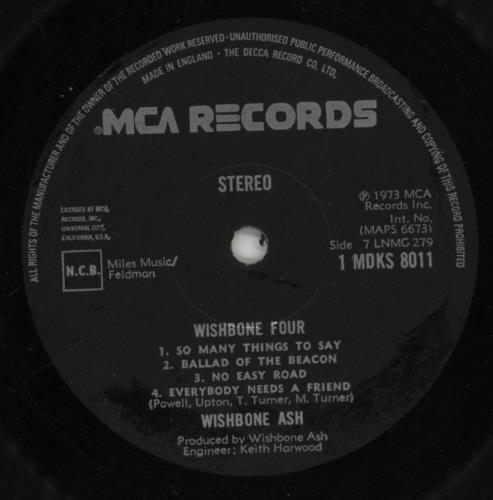 ALL RIGHTS OF THE MANUFACTURER AND OF THE OWNER OF THE RECORDED WORK RESERVED - UNAUTHORISED PUBLIC PERFORMANCE BROADCASTING AND COPYING OF THIS RECORD PROHIBITED
MADE IN ENGLAND - THE DECCA RECORD CO, LTD.
MCA RECORDS
STEREO
LICENSED BY MCA
RECORDS, INC.,
UNIVERSAL CITY,
CALIFORNIA, U.S.A.
N.C.B.
Miles Music/
Feldman
℗ 1973 MCA
Records Inc.
Int. No.
(MAPS 6673)
Side 7 LNMG 279
1 MDKS 8011
WISHBONE FOUR
1. SO MANY THINGS TO SAY
2. BALLAD OF THE BEACON
3. NO EASY ROAD
4. EVERYBODY NEEDS A FRIEND
(Powell, Upton, T. Turner, M. Turner)
WISHBONE ASH
Produced by Wishbone Ash
Engineer: Keith Harwood